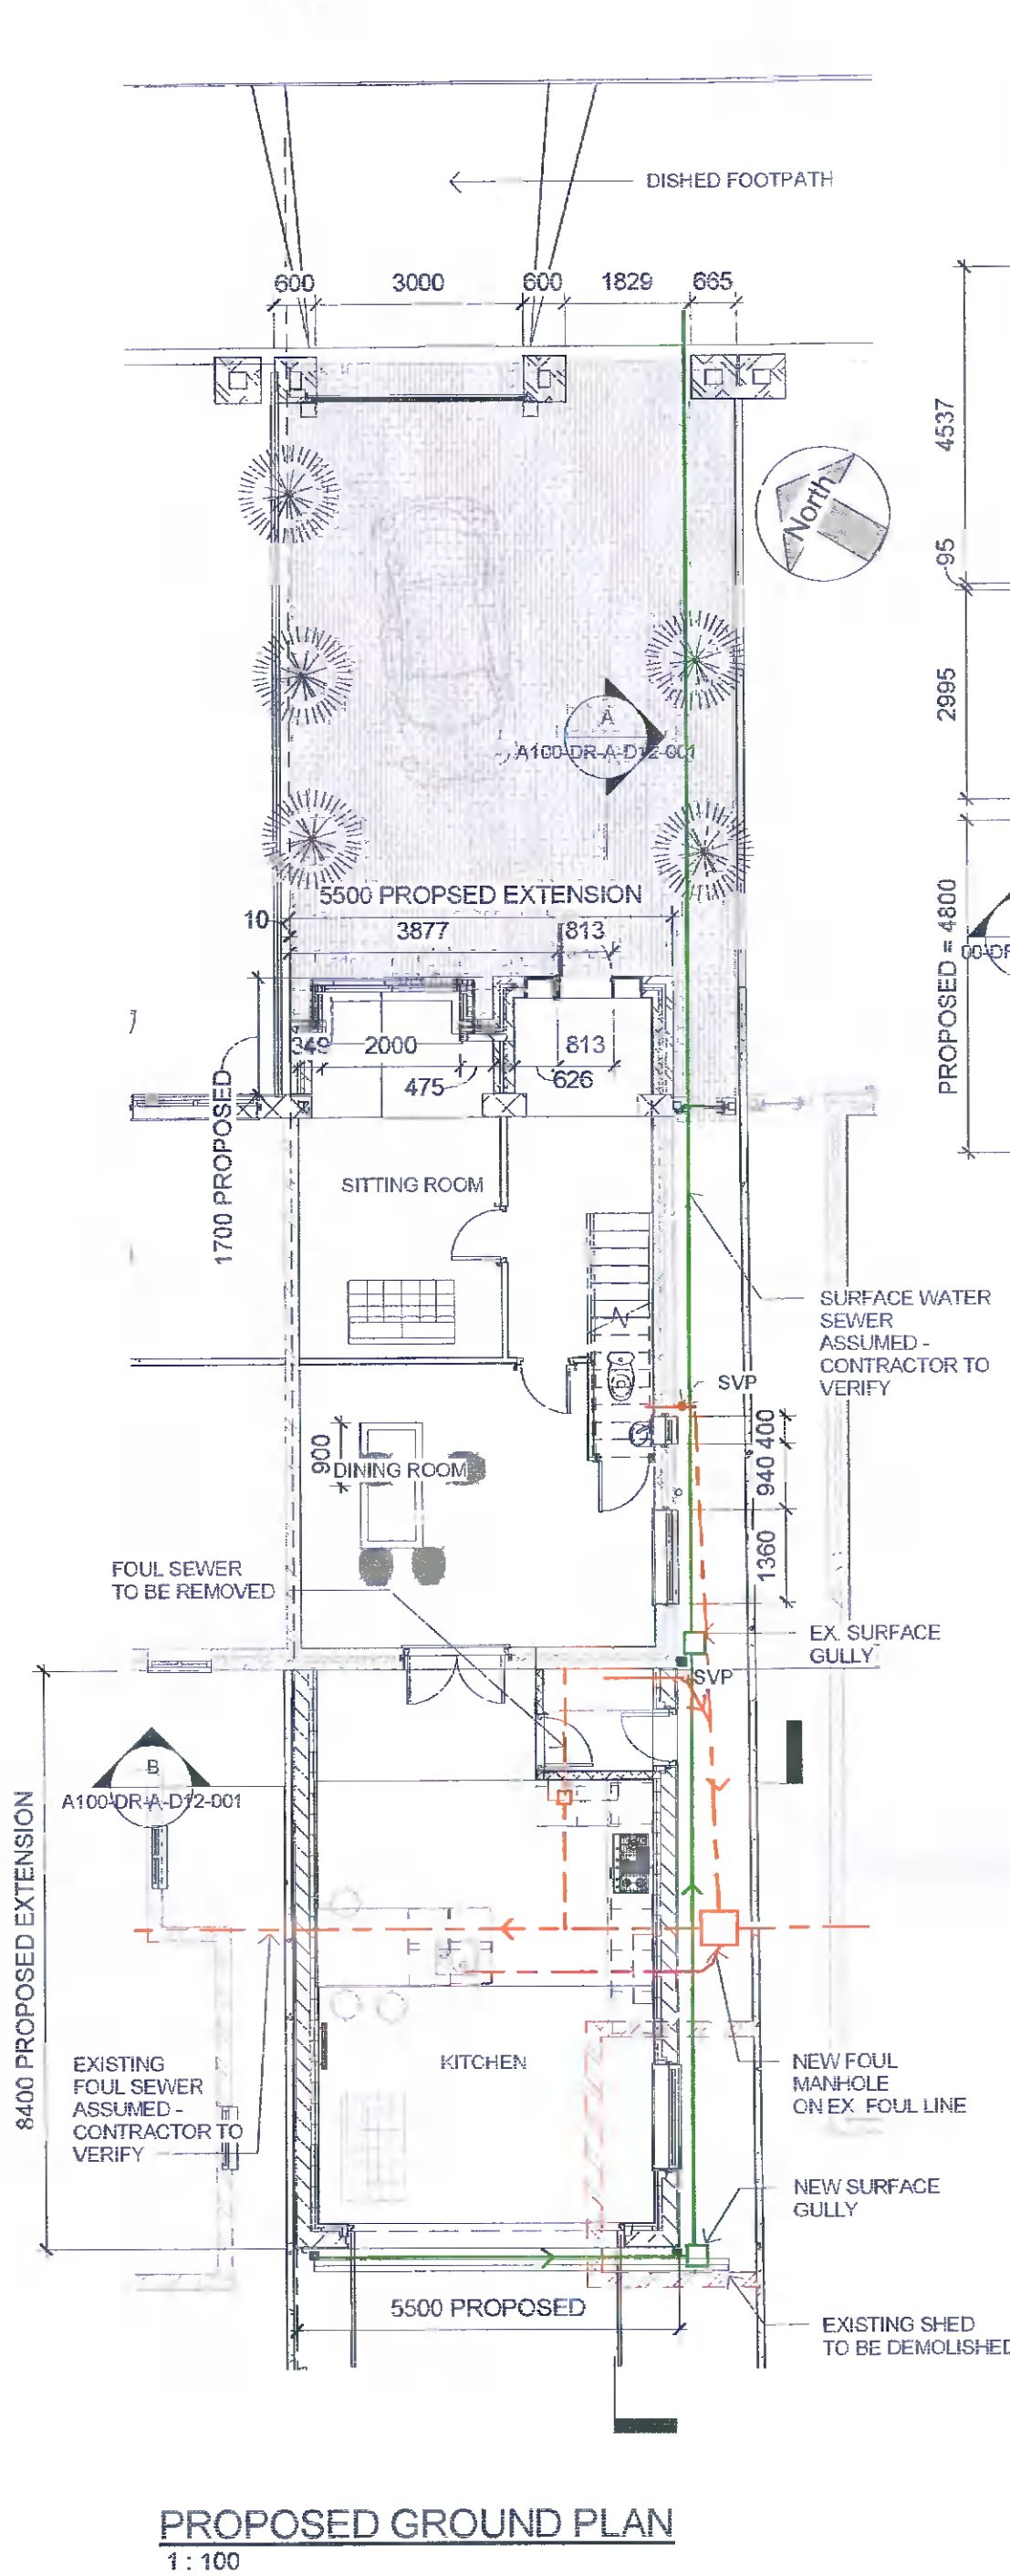 DISHED FOOTPATH
600 3000 600 1829 665
4537
North
95
2995
A
A100-DR-A-D12-001
5500 PROPSED EXTENSION
10
3877 813
PROPOSED = 4800
00-DR
349 2000 813
475 626
1700 PROPOSED
SITTING ROOM
SURFACE WATER
SEWER
ASSUMED -
CONTRACTOR TO
VERIFY
SVP
400
940
1360
900
DINING ROOM
FOUL SEWER
TO BE REMOVED
EX. SURFACE
GULLY
SVP
B
A100-DR-A-D12-001
8400 PROPOSED EXTENSION
EXISTING
FOUL SEWER
ASSUMED -
CONTRACTOR TO
VERIFY
KITCHEN
NEW FOUL
MANHOLE
ON EX. FOUL LINE
NEW SURFACE
GULLY
5500 PROPOSED
EXISTING SHED
TO BE DEMOLISHED
PROPOSED GROUND PLAN
1 : 100